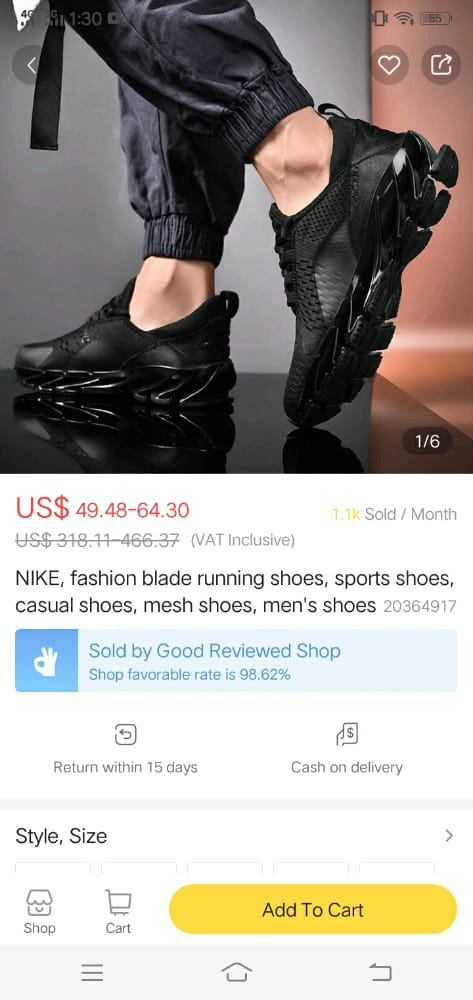 1:30
55
1/6
US$ 49.48-64.30
1.1k Sold / Month
US$ 318.11-466.37 (VAT Inclusive)
NIKE, fashion blade running shoes, sports shoes,
casual shoes, mesh shoes, men's shoes 20364917
Sold by Good Reviewed Shop
Shop favorable rate is 98.62%
Return within 15 days
Cash on delivery
Style, Size
Shop
Cart
Add To Cart